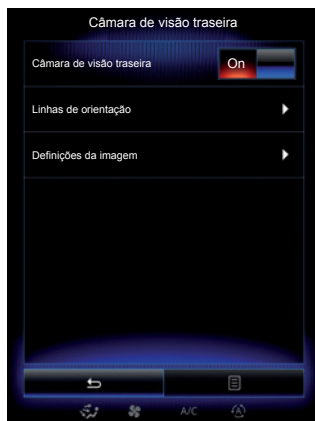 Câmara de visão traseira
Câmara de visão traseira On
Linhas de orientação
Definições da imagem
A/C
A